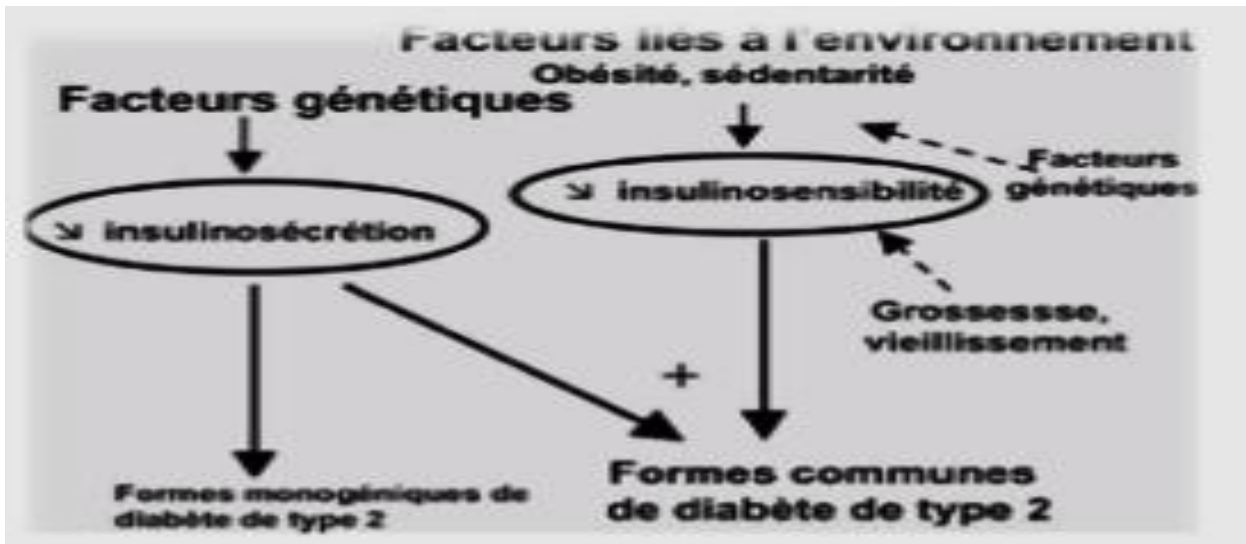 Facteurs liés à l'environnement
Obésité, sédentarité
Facteurs génétiques
Facteurs
génétiques
↘ insulinosensibilité
↘ insulinosécrétion
Grossessse,
vieillissement
+
Formes communes
de diabète de type 2
Formes monogéniques de
diabète de type 2